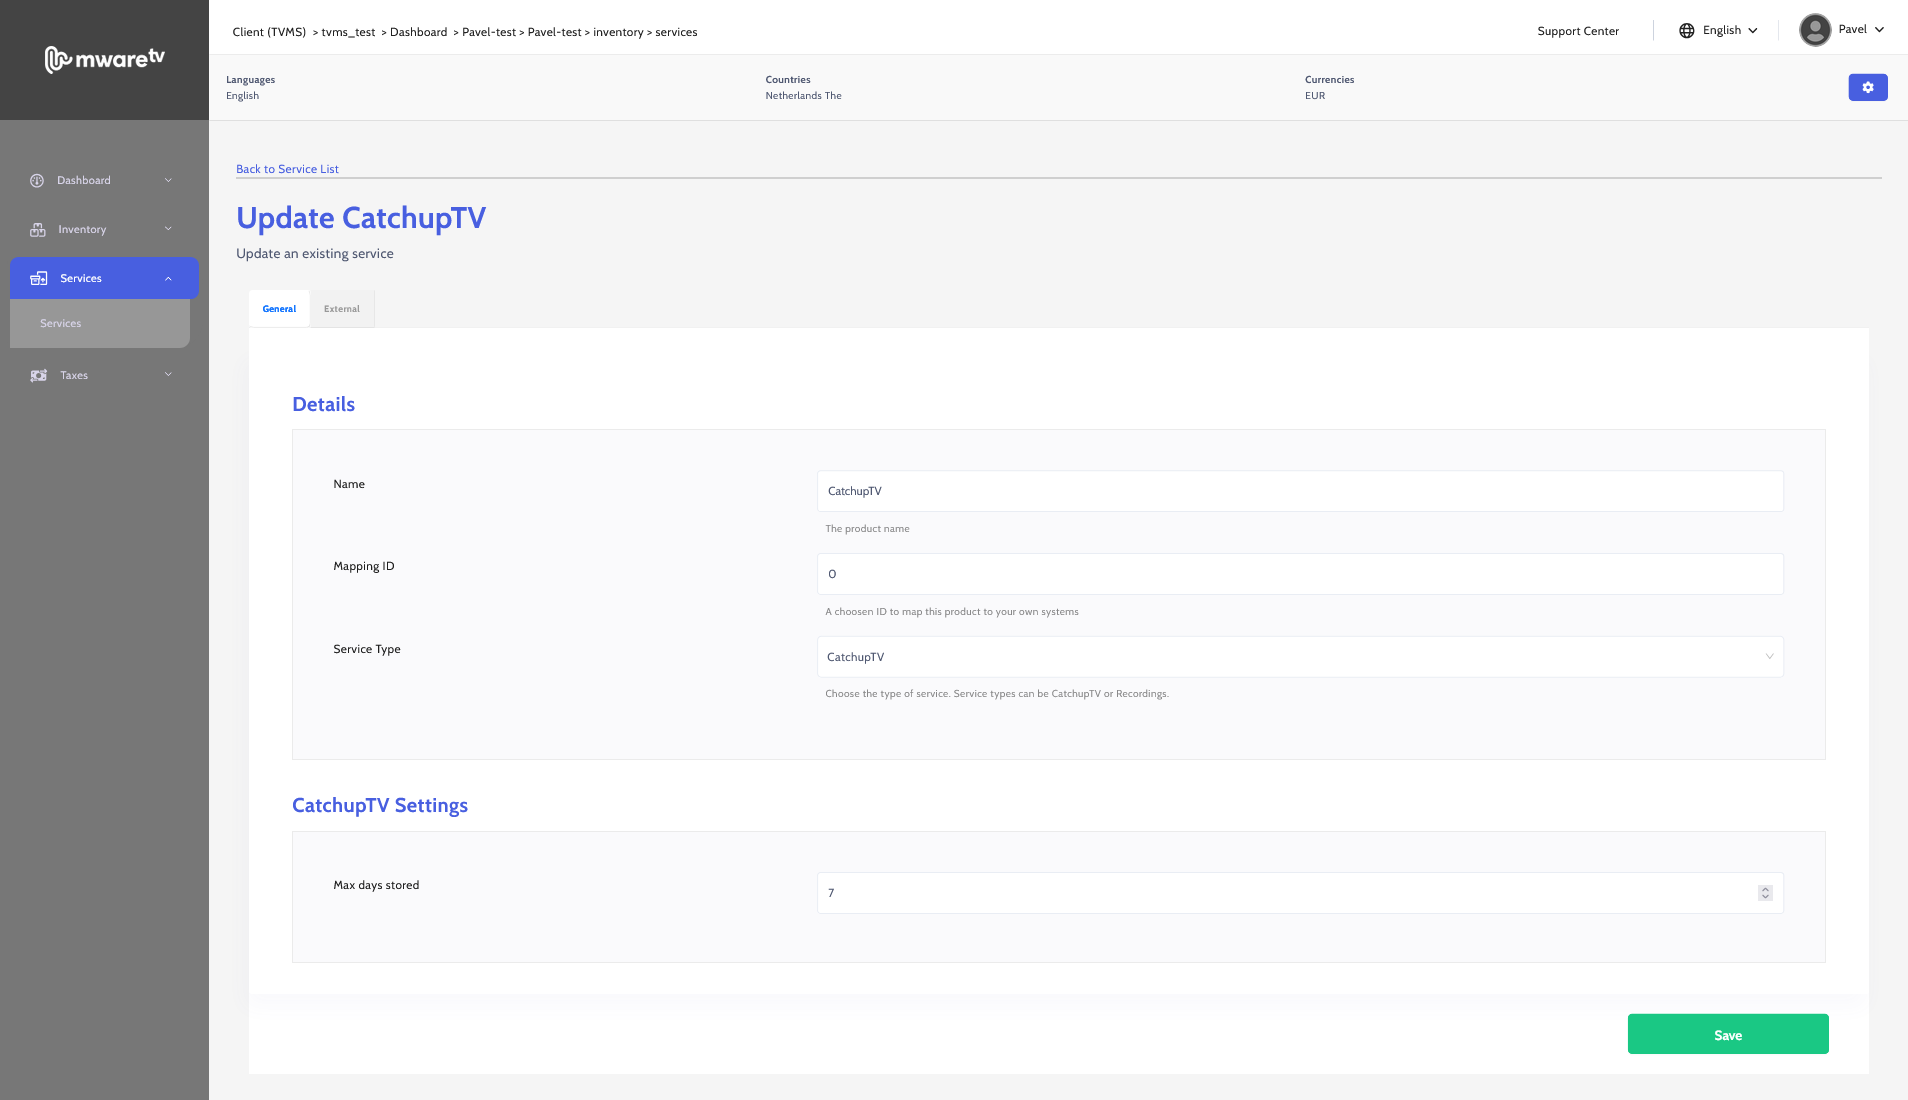 mwaretv
Client (TVMS) > tvms_test > Dashboard > Pavel-test > Pavel-test > inventory > services
Support Center
English
Pavel
Languages
English
Countries
Netherlands The
Currencies
EUR
Dashboard
Inventory
Services
Services
Taxes
Back to Service List
Update CatchupTV
Update an existing service
General
External
Details
Name
CatchupTV
The product name
Mapping ID
0
A choosen ID to map this product to your own systems
Service Type
CatchupTV
Choose the type of service. Service types can be CatchupTV or Recordings.
CatchupTV Settings
Max days stored
7
Save